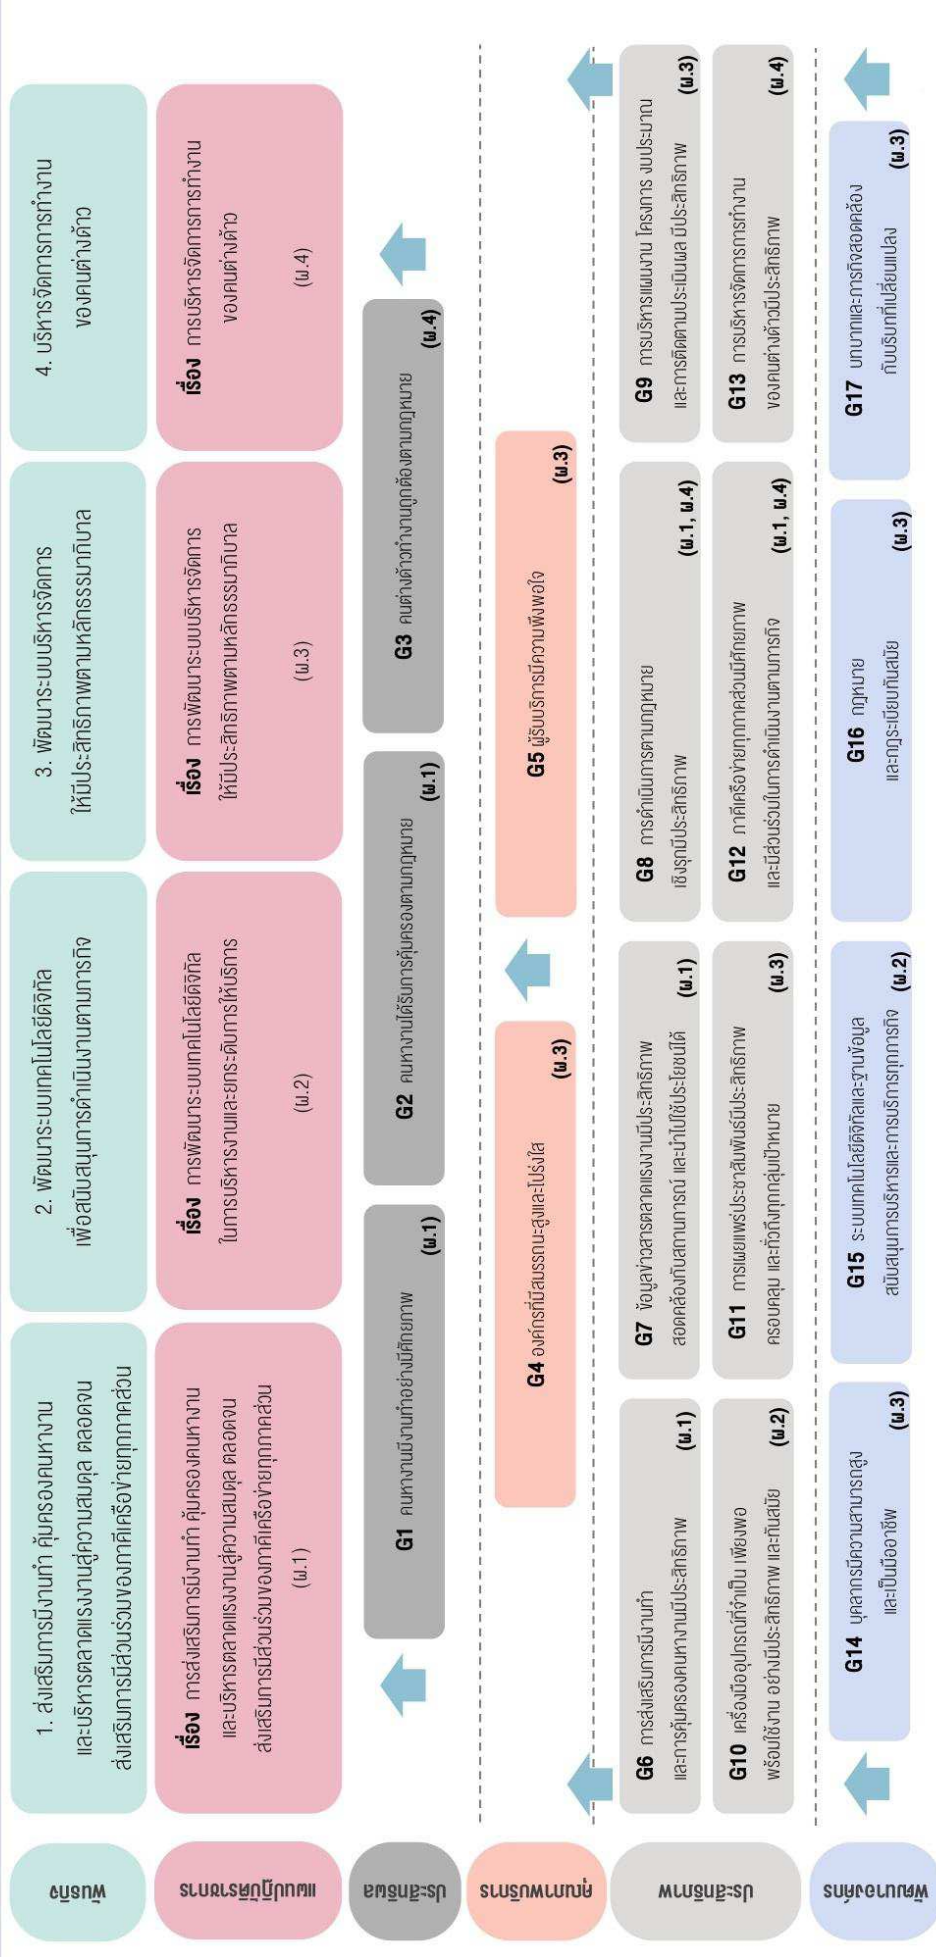 พันธกิจ
1. ส่งเสริมการมีงานทำ คุ้มครองคนหางาน
และบริหารตลาดแรงงานสู่ความสมดุล ตลอดจน
ส่งเสริมการมีส่วนร่วมของภาคีเครือข่ายทุกภาคส่วน
2. พัฒนาระบบเทคโนโลยีดิจิทัล
เพื่อสนับสนุนการดำเนินงานตามภารกิจ
3. พัฒนาระบบบริหารจัดการ
ให้มีประสิทธิภาพตามหลักธรรมาภิบาล
4. บริหารจัดการการทำงาน
ของคนต่างด้าว
แผนปฏิบัติราชการ
เรื่อง การส่งเสริมการมีงานทำ คุ้มครองคนหางาน
และบริหารตลาดแรงงานสู่ความสมดุล ตลอดจน
ส่งเสริมการมีส่วนร่วมของภาคีเครือข่ายทุกภาคส่วน
(ผ.1)
เรื่อง การพัฒนาระบบเทคโนโลยีดิจิทัล
ในการบริหารงานและยกระดับการให้บริการ
(ผ.2)
เรื่อง การพัฒนาระบบบริหารจัดการ
ให้มีประสิทธิภาพตามหลักธรรมาภิบาล
(ผ.3)
เรื่อง การบริหารจัดการการทำงาน
ของคนต่างด้าว
(ผ.4)
ประสิทธิผล
G1 คนหางานมีงานทำอย่างมีศักยภาพ
(ผ.1)
G2 คนหางานได้รับการคุ้มครองตามกฎหมาย
(ผ.1)
G3 คนต่างด้าวทำงานถูกต้องตามกฎหมาย
(ผ.4)
คุณภาพบริการ
G4 องค์กรที่มีสมรรถนะสูงและโปร่งใส
(ผ.3)
G5 ผู้รับบริการมีความพึงพอใจ
(ผ.3)
ประสิทธิภาพ
G6 การส่งเสริมการมีงานทำ
และการคุ้มครองคนหางานมีประสิทธิภาพ
(ผ.1)
G7 ข้อมูลข่าวสารตลาดแรงงานมีประสิทธิภาพ
สอดคล้องกับสถานการณ์ และนำไปใช้ประโยชน์ได้
(ผ.1)
G8 การดำเนินการตามกฎหมาย
เชิงรุกมีประสิทธิภาพ
(ผ.1, ผ.4)
G9 การบริหารแผนงาน โครงการ งบประมาณ
และการติดตามประเมินผล มีประสิทธิภาพ
(ผ.3)
G10 เครื่องมืออุปกรณ์ที่จำเป็น เพียงพอ
พร้อมใช้งาน อย่างมีประสิทธิภาพ และทันสมัย
(ผ.2)
G11 การเผยแพร่ประชาสัมพันธ์มีประสิทธิภาพ
ครอบคลุม และทั่วถึงทุกกลุ่มเป้าหมาย
(ผ.3)
G12 ภาคีเครือข่ายทุกภาคส่วนมีศักยภาพ
และมีส่วนร่วมในการดำเนินงานตามภารกิจ
(ผ.1, ผ.4)
G13 การบริหารจัดการการทำงาน
ของคนต่างด้าวมีประสิทธิภาพ
(ผ.4)
พัฒนาองค์กร
G14 บุคลากรมีความสามารถสูง
และเป็นมืออาชีพ
(ผ.3)
G15 ระบบเทคโนโลยีดิจิทัลและฐานข้อมูล
สนับสนุนการบริหารและการบริการทุกภารกิจ
(ผ.2)
G16 กฎหมาย
และกฎระเบียบทันสมัย
(ผ.3)
G17 บทบาทและภารกิจสอดคล้อง
กับบริบทที่เปลี่ยนแปลง
(ผ.3)